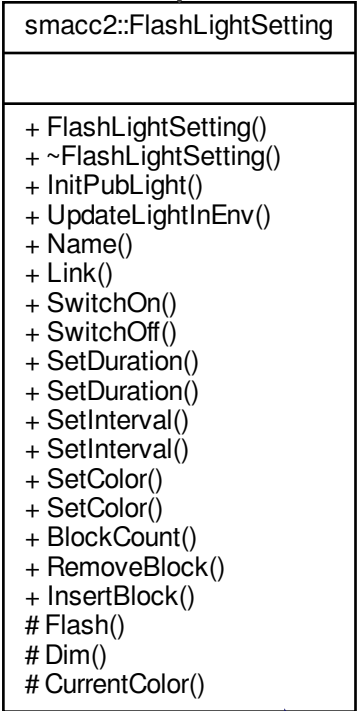 smacc2::FlashLightSetting
+ FlashLightSetting()
+ ~FlashLightSetting()
+ InitPubLight()
+ UpdateLightInEnv()
+ Name()
+ Link()
+ SwitchOn()
+ SwitchOff()
+ SetDuration()
+ SetDuration()
+ SetInterval()
+ SetInterval()
+ SetColor()
+ SetColor()
+ BlockCount()
+ RemoveBlock()
+ InsertBlock()
# Flash()
# Dim()
# CurrentColor()